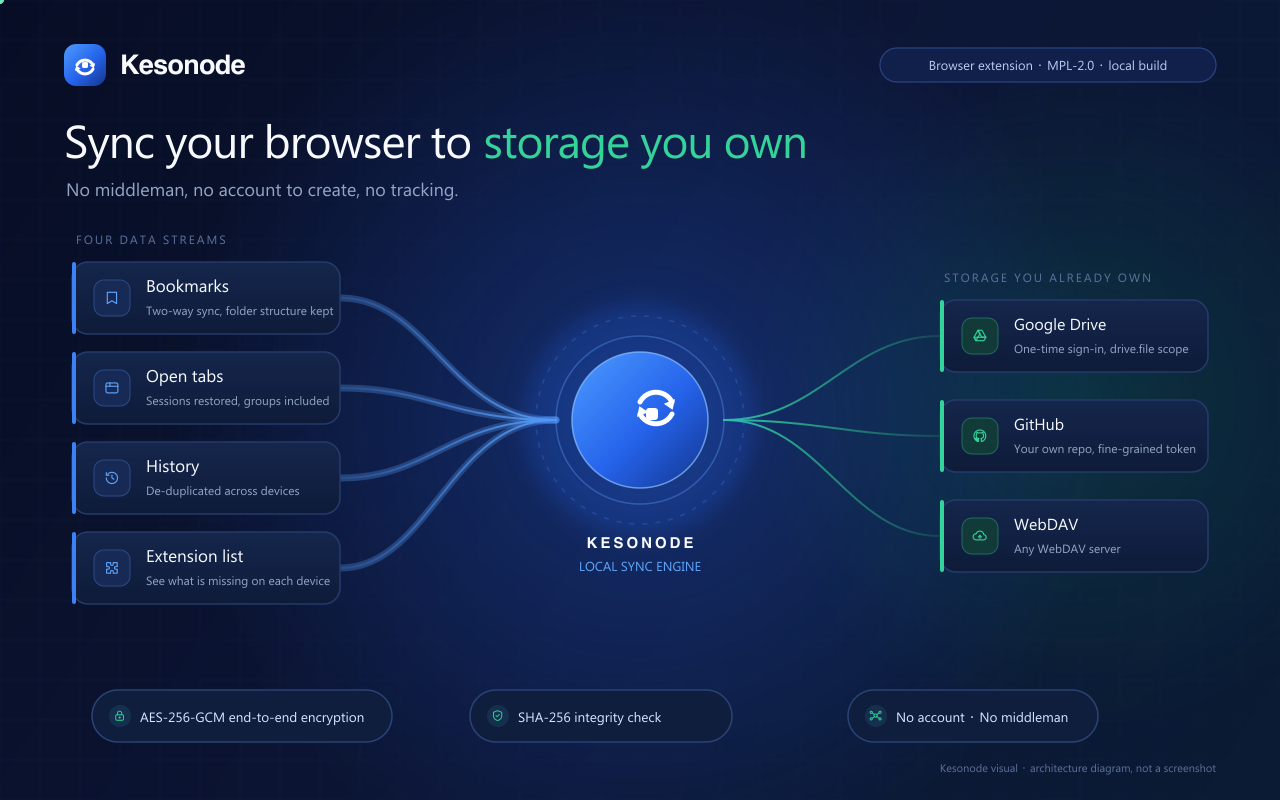 Kesonode
Browser extension · MPL-2.0 · local build
Sync your browser to storage you own
No middleman, no account to create, no tracking.
FOUR DATA STREAMS
Bookmarks
Two-way sync, folder structure kept
Open tabs
Sessions restored, groups included
History
De-duplicated across devices
Extension list
See what is missing on each device
KESONODE
LOCAL SYNC ENGINE
STORAGE YOU ALREADY OWN
Google Drive
One-time sign-in, drive.file scope
GitHub
Your own repo, fine-grained token
WebDAV
Any WebDAV server
AES-256-GCM end-to-end encryption
SHA-256 integrity check
No account · No middleman
Kesonode visual · architecture diagram, not a screenshot